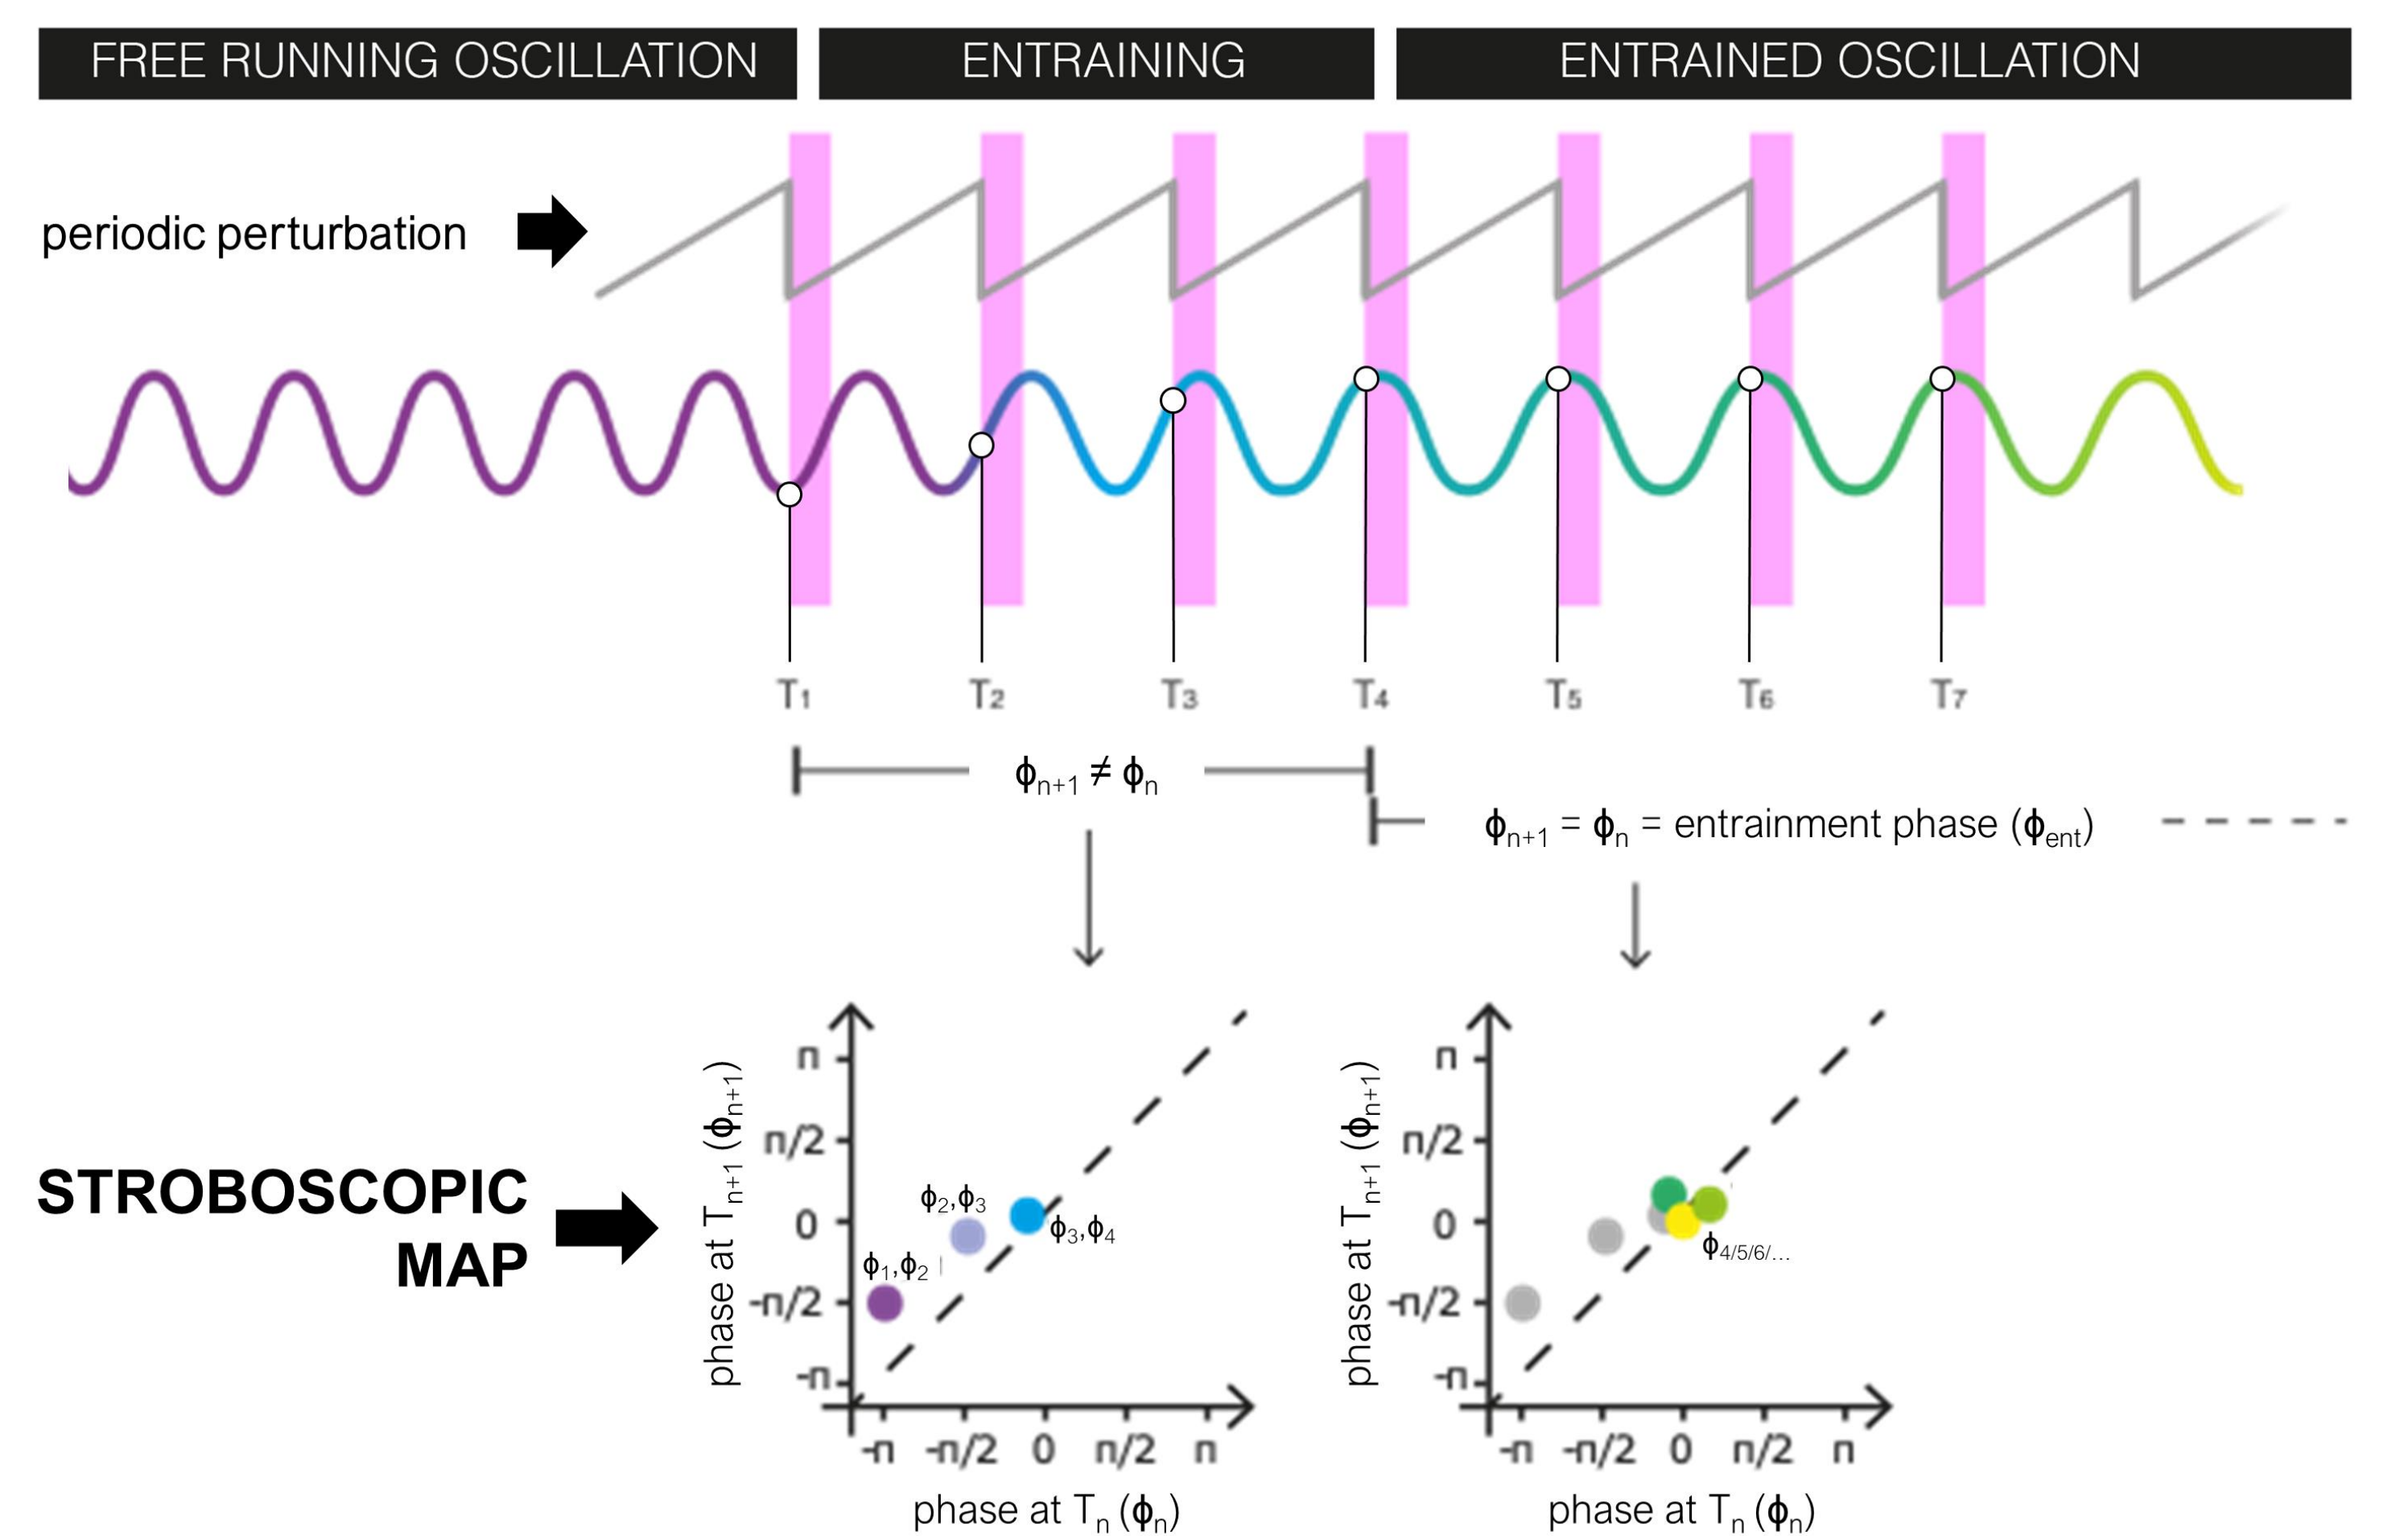 FREE RUNNING OSCILLATION
ENTRAINING
ENTRAINED OSCILLATION
periodic perturbation
T1 T2 T3 T4 T5 T6 T7
ϕn+1 ≠ ϕn
ϕn+1 = ϕn = entrainment phase (ϕent)
STROBOSCOPIC
MAP
phase at Tn+1 (ϕn+1)
π
π/2
0
-π/2
-π
ϕ2,ϕ3
ϕ3,ϕ4
ϕ1,ϕ2
-π -π/2 0 π/2 π
phase at Tn (ϕn)
phase at Tn+1 (ϕn+1)
π
π/2
0
-π/2
-π
ϕ4/5/6/...
-π -π/2 0 π/2 π
phase at Tn (ϕn)